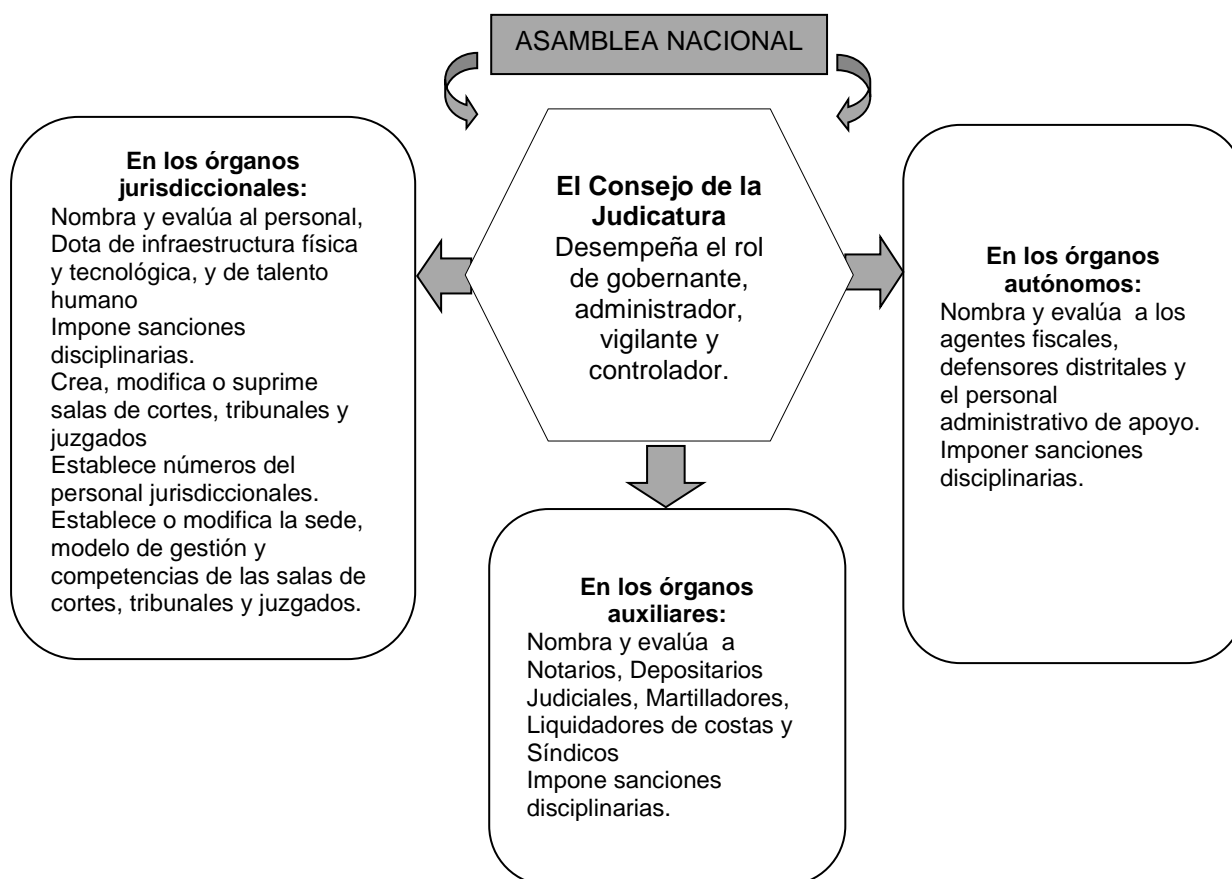 ASAMBLEA NACIONAL
En los órganos
jurisdiccionales:
Nombra y evalúa al personal,
Dota de infraestructura física
y tecnológica, y de talento
humano
Impone sanciones
disciplinarias.
Crea, modifica o suprime
salas de cortes, tribunales y
juzgados
Establece números del
personal jurisdiccionales.
Establece o modifica la sede,
modelo de gestión y
competencias de las salas de
cortes, tribunales y juzgados.
El Consejo de la
Judicatura
Desempeña el rol
de gobernante,
administrador,
vigilante y
controlador.
En los órganos
autónomos:
Nombra y evalúa  a los
agentes fiscales,
defensores distritales y
el personal
administrativo de apoyo.
Imponer sanciones
disciplinarias.
En los órganos
auxiliares:
Nombra y evalúa  a
Notarios, Depositarios
Judiciales, Martilladores,
Liquidadores de costas y
Síndicos
Impone sanciones
disciplinarias.